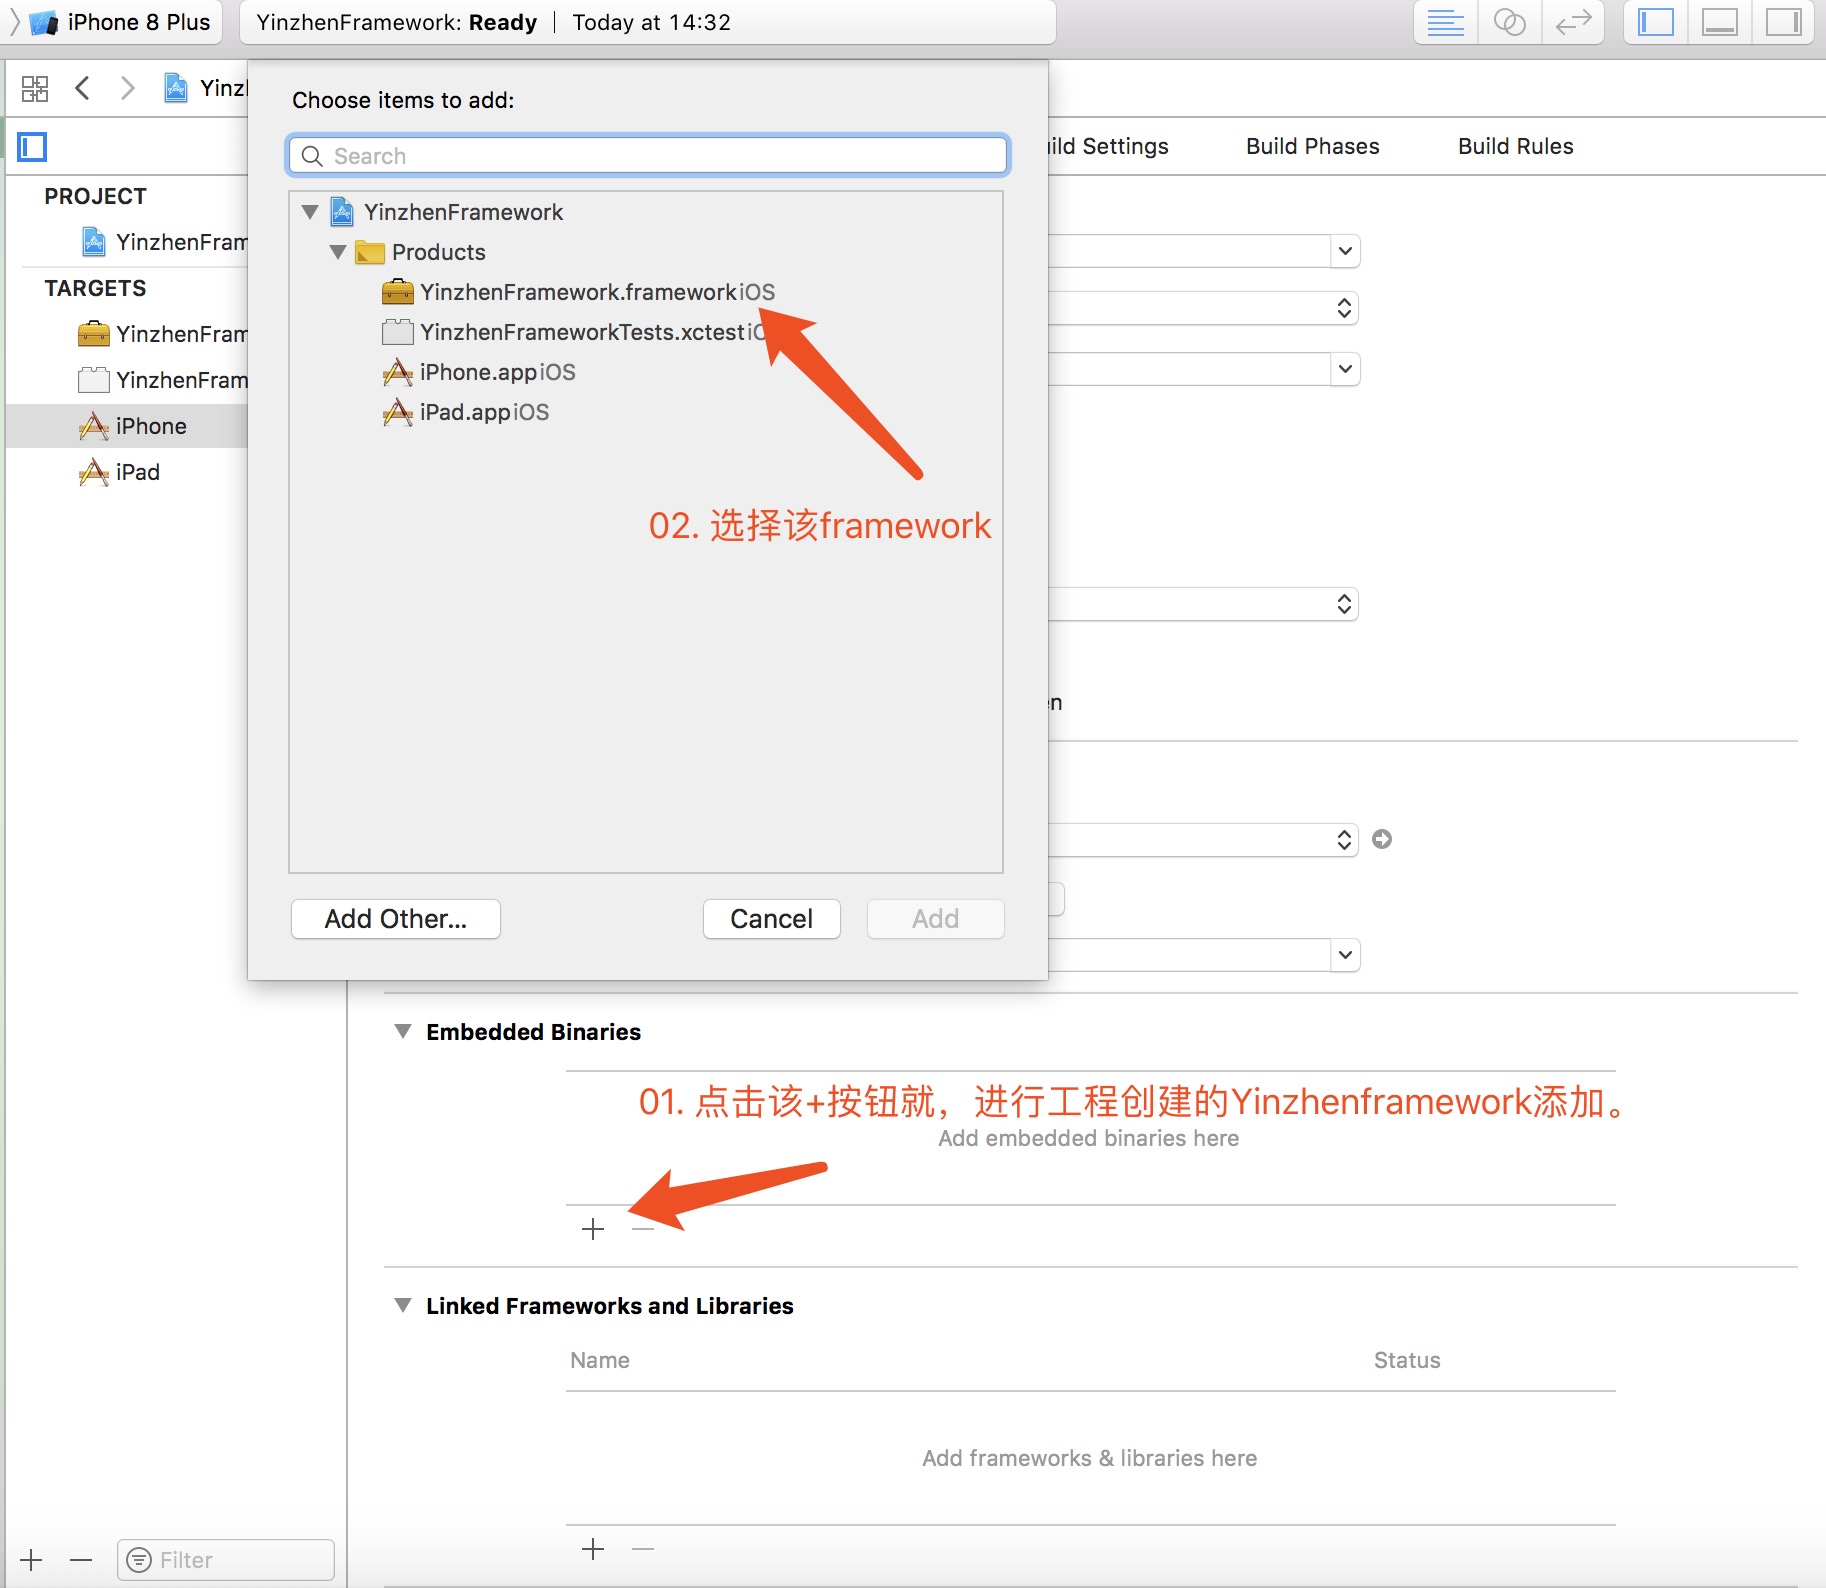 iPhone 8 Plus
YinzhenFramework: Ready | Today at 14:32
Choose items to add:
Search
ild Settings
Build Phases
Build Rules
PROJECT
YinzhenFram
TARGETS
YinzhenFram
YinzhenFram
iPhone
iPad
YinzhenFramework
Products
YinzhenFramework.framework iOS
YinzhenFrameworkTests.xctest
iPhone.app iOS
iPad.app iOS
02. 选择该framework
Add Other...
Cancel
Add
Embedded Binaries
01. 点击该+按钮就，进行工程创建的Yinzhenframework添加。
Add embedded binaries here
Linked Frameworks and Libraries
Name
Status
Add frameworks & libraries here
Filter